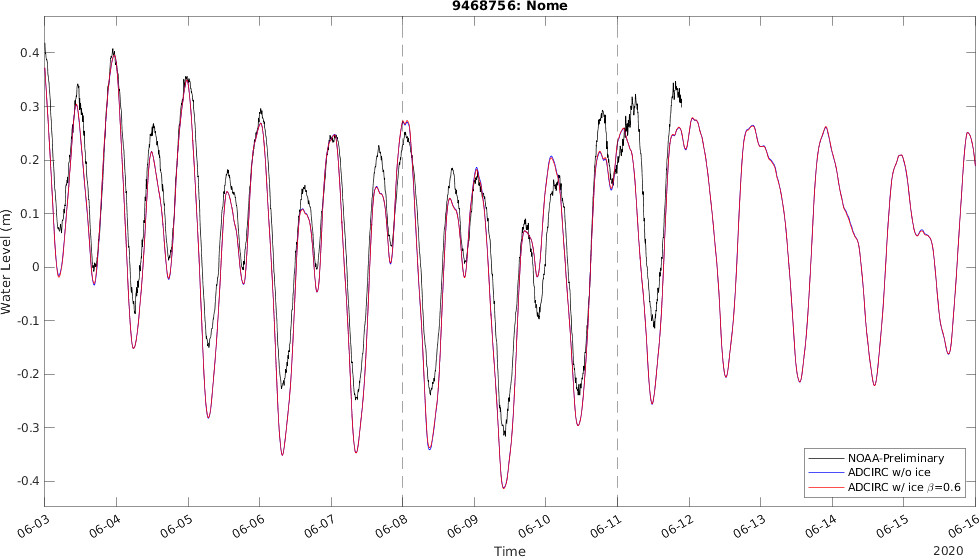 9468756: Nome
Water Level (m)
0.4
0.3
0.2
0.1
0
-0.1
-0.2
-0.3
-0.4
NOAA-Preliminary
ADCIRC w/o ice
ADCIRC w/ ice β=0.6
06-03 06-04 06-05 06-06 06-07 06-08 06-09 06-10 06-11 06-12 06-13 06-14 06-15 06-16
Time
2020